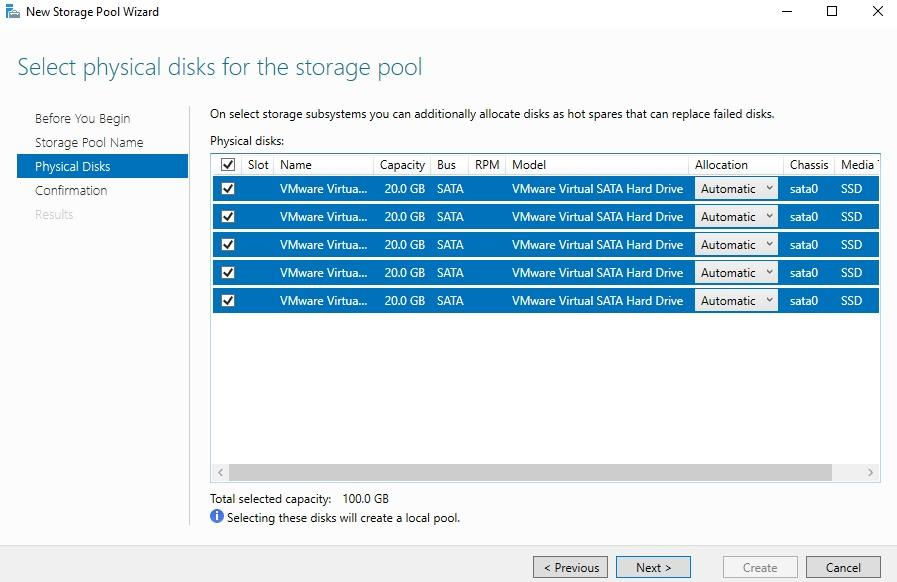 New Storage Pool Wizard
Select physical disks for the storage pool
Before You Begin
Storage Pool Name
Physical Disks
Confirmation
Results
On select storage subsystems you can additionally allocate disks as hot spares that can replace failed disks.
Physical disks:
Slot Name Capacity Bus RPM Model Allocation Chassis Media
VMware Virtua... 20.0 GB SATA VMware Virtual SATA Hard Drive Automatic sata0 SSD
VMware Virtua... 20.0 GB SATA VMware Virtual SATA Hard Drive Automatic sata0 SSD
VMware Virtua... 20.0 GB SATA VMware Virtual SATA Hard Drive Automatic sata0 SSD
VMware Virtua... 20.0 GB SATA VMware Virtual SATA Hard Drive Automatic sata0 SSD
VMware Virtua... 20.0 GB SATA VMware Virtual SATA Hard Drive Automatic sata0 SSD
Total selected capacity: 100.0 GB
Selecting these disks will create a local pool.
< Previous Next > Create Cancel